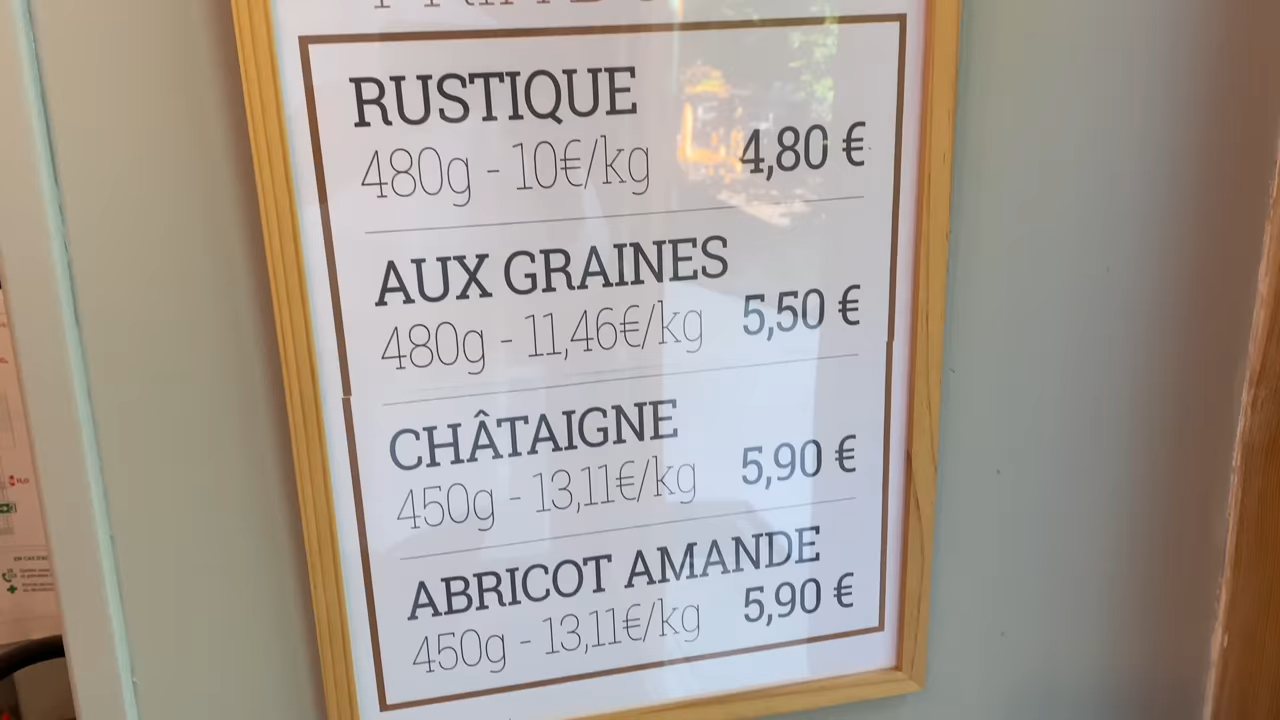 RUSTIQUE
480g - 10€/kg 4,80 €
AUX GRAINES
480g - 11,46€/kg 5,50 €
CHÂTAIGNE
450g - 13,11€/kg 5,90 €
ABRICOT AMANDE
450g - 13,11€/kg 5,90 €